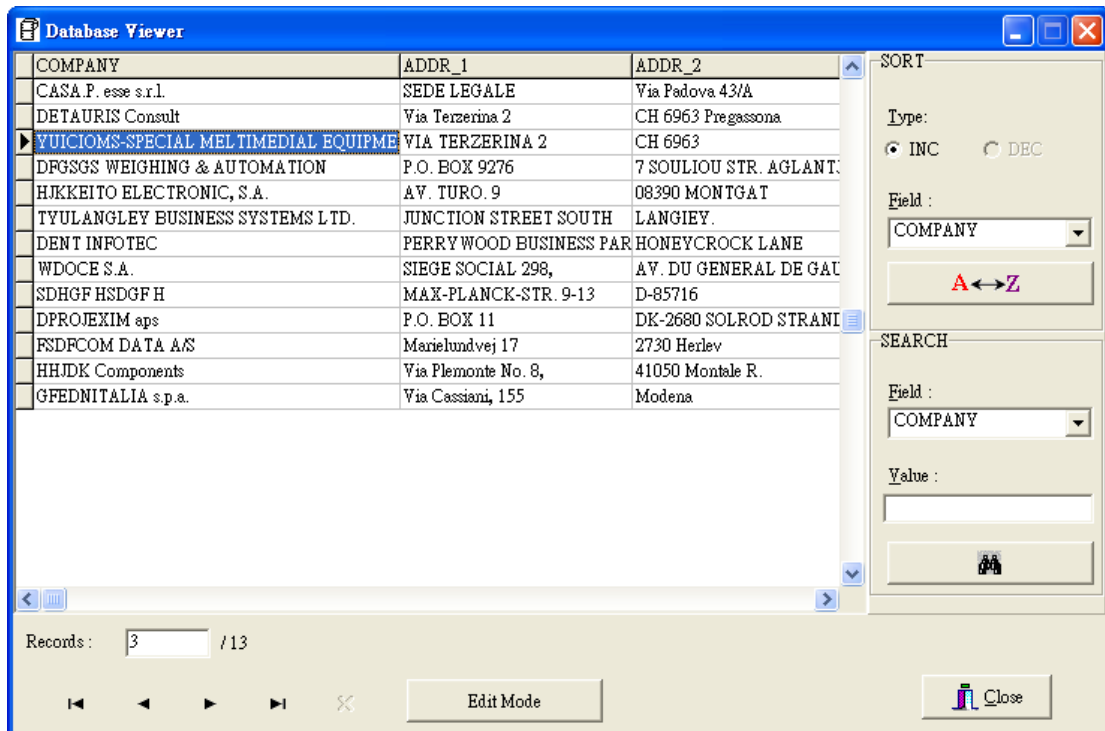 Database Viewer
COMPANY ADDR_1 ADDR_2
CASA.P. esse s.r.l. SEDE LEGALE Via Padova 43/A
DETAURIS Consult Via Terzerina 2 CH 6963 Pregassona
YUICIOMS-SPECIAL MELTIMEDIAL EQUIPME VIA TERZERINA 2 CH 6963
DFGSGS WEIGHING & AUTOMATION P.O. BOX 9276 7 SOULIOU STR. AGLANT
HJKKEITO ELECTRONIC, S.A. AV. TURO. 9 08390 MONTGAT
TYULANGLEY BUSINESS SYSTEMS LTD. JUNCTION STREET SOUTH LANGIEY.
DENT INFOTEC PERRYWOOD BUSINESS PAR HONEYCROCK LANE
WDOCE S.A. SIEGE SOCIAL 298, AV. DU GENERAL DE GAU
SDHGF HSDGF H MAX-PLANCK-STR. 9-13 D-85716
DPROJEXIM aps P.O. BOX 11 DK-2680 SOLROD STRAND
FSDFCOM DATA A/S Marielundvej 17 2730 Herlev
HHJDK Components Via Plemonte No. 8, 41050 Montale R.
GFEDNITALIA s.p.a. Via Cassiani, 155 Modena
SORT
Type:
INC DEC
Field :
COMPANY
A↔Z
SEARCH
Field :
COMPANY
Value :
Records : 3 / 13
Edit Mode
Close